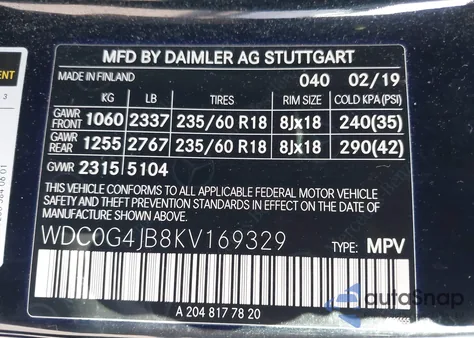 MFD BY DAIMLER AG STUTTGART
MADE IN FINLAND 040 02/19
KG LB TIRES RIM SIZE COLD KPA (PSI)
GAWR FRONT 1060 2337 235/60 R18 8Jx18 240(35)
GAWR REAR 1255 2767 235/60 R18 8Jx18 290(42)
GVWR 2315 5104
THIS VEHICLE CONFORMS TO ALL APPLICABLE FEDERAL MOTOR VEHICLE
SAFETY AND THEFT PREVENTION STANDARDS IN EFFECT ON THE DATE
OF MANUFACTURE SHOWN ABOVE.
WDC0G4JB8KV169329 TYPE: MPV
A 204 817 78 20
autoSnap